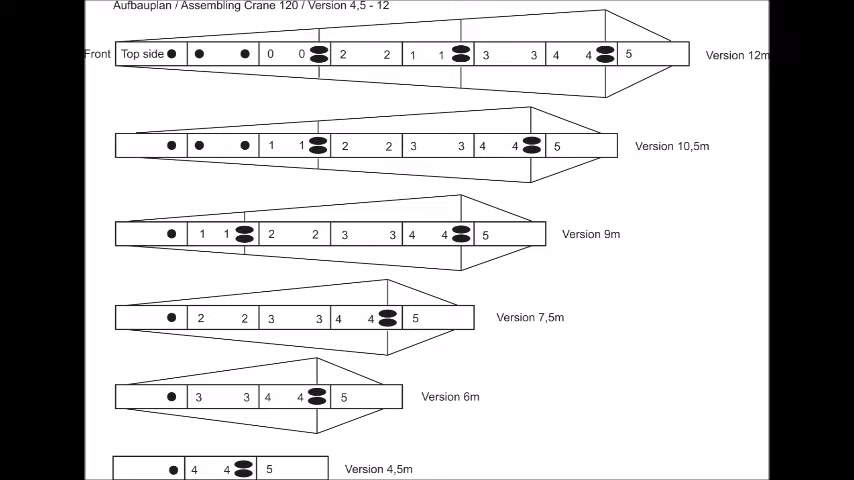 Aufbauplan / Assembling Crane 120 / Version 4,5 - 12
Front Top side 0 0 2 2 1 1 3 3 4 4 5 Version 12m
1 1 2 2 3 3 4 4 5 Version 10,5m
1 1 2 2 3 3 4 4 5 Version 9m
2 2 3 3 4 4 5 Version 7,5m
3 3 4 4 5 Version 6m
4 4 5 Version 4,5m